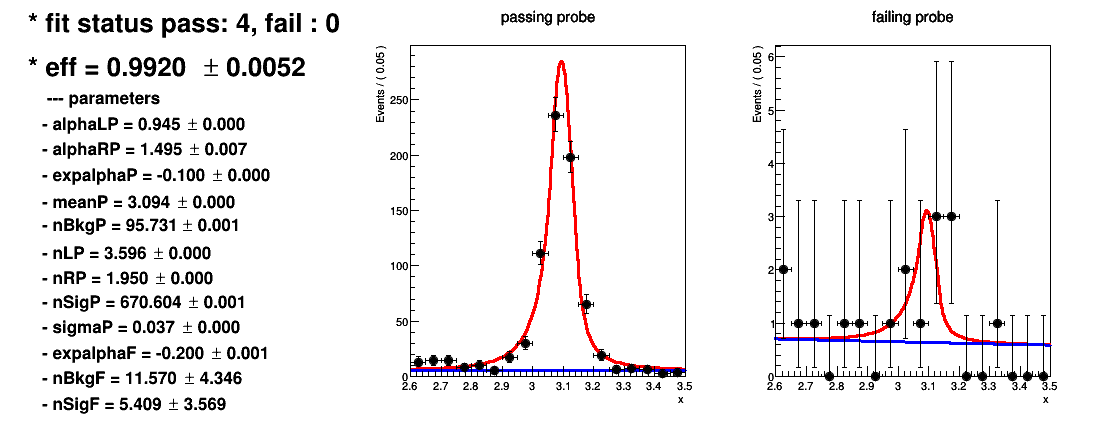 * fit status pass: 4, fail : 0
* eff = 0.9920 ± 0.0052
--- parameters
- alphaLP = 0.945 ± 0.000
- alphaRP = 1.495 ± 0.007
- expalphaP = -0.100 ± 0.000
- meanP = 3.094 ± 0.000
- nBkgP = 95.731 ± 0.001
- nLP = 3.596 ± 0.000
- nRP = 1.950 ± 0.000
- nSigP = 670.604 ± 0.001
- sigmaP = 0.037 ± 0.000
- expalphaF = -0.200 ± 0.001
- nBkgF = 11.570 ± 4.346
- nSigF = 5.409 ± 3.569
passing probe
Events / ( 0.05 )
250
200
150
100
50
0
2.6 2.7 2.8 2.9 3 3.1 3.2 3.3 3.4 3.5
x
failing probe
Events / ( 0.05 )
6
5
4
3
2
1
0
2.6 2.7 2.8 2.9 3 3.1 3.2 3.3 3.4 3.5
x